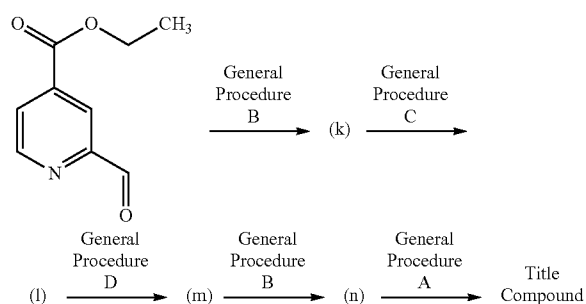 O
O
CH3
N
O
General
Procedure
B
(k)
General
Procedure
C
(l)
General
Procedure
D
(m)
General
Procedure
B
(n)
General
Procedure
A
Title
Compound